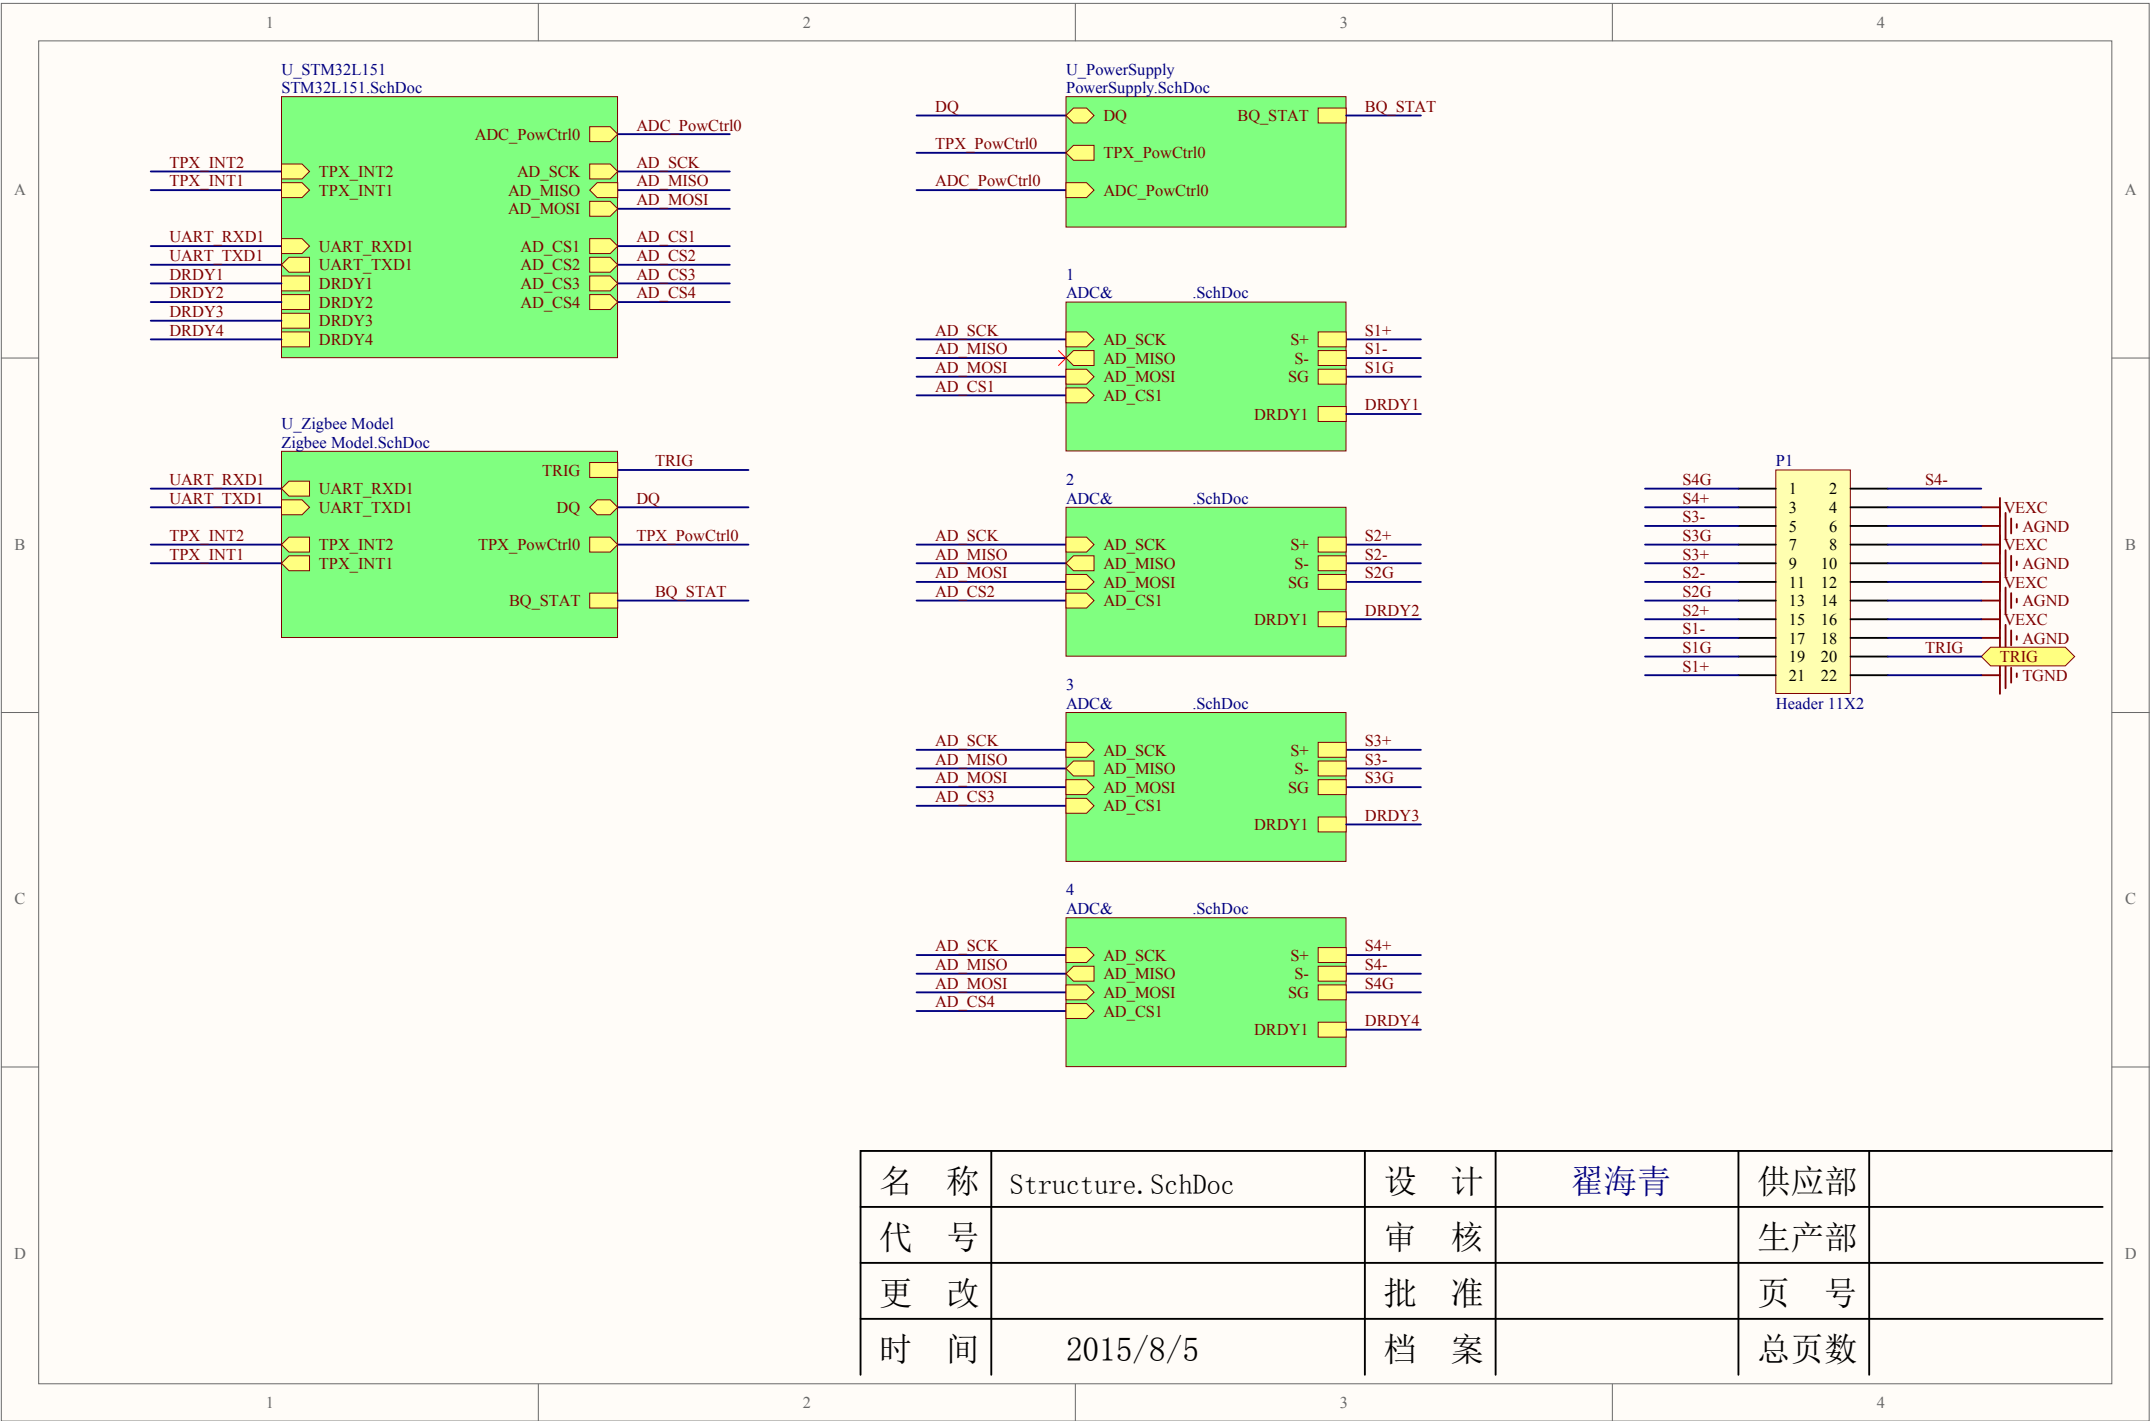 1 2 3 4
A A
B B
C C
D D
U_STM32L151
STM32L151.SchDoc
ADC_PowCtrl0 ADC_PowCtrl0
TPX_INT2 TPX_INT2 AD_SCK AD_SCK
TPX_INT1 TPX_INT1 AD_MISO AD_MISO
AD_MOSI AD_MOSI
UART_RXD1 UART_RXD1 AD_CS1 AD_CS1
UART_TXD1 UART_TXD1 AD_CS2 AD_CS2
DRDY1 DRDY1 AD_CS3 AD_CS3
DRDY2 DRDY2 AD_CS4 AD_CS4
DRDY3 DRDY3
DRDY4 DRDY4
U_Zigbee Model
Zigbee Model.SchDoc
TRIG TRIG
UART_RXD1 UART_RXD1
UART_TXD1 UART_TXD1 DQ DQ
TPX_INT2 TPX_INT2 TPX_PowCtrl0 TPX_PowCtrl0
TPX_INT1 TPX_INT1
BQ_STAT BQ_STAT
U_PowerSupply
PowerSupply.SchDoc
DQ DQ BQ_STAT BQ_STAT
TPX_PowCtrl0 TPX_PowCtrl0
ADC_PowCtrl0 ADC_PowCtrl0
1
ADC& .SchDoc
AD_SCK AD_SCK S+ S1+
AD_MISO AD_MISO S- S1-
AD_MOSI AD_MOSI SG S1G
AD_CS1 AD_CS1
DRDY1 DRDY1
2
ADC& .SchDoc
AD_SCK AD_SCK S+ S2+
AD_MISO AD_MISO S- S2-
AD_MOSI AD_MOSI SG S2G
AD_CS2 AD_CS1
DRDY1 DRDY2
3
ADC& .SchDoc
AD_SCK AD_SCK S+ S3+
AD_MISO AD_MISO S- S3-
AD_MOSI AD_MOSI SG S3G
AD_CS3 AD_CS1
DRDY1 DRDY3
4
ADC& .SchDoc
AD_SCK AD_SCK S+ S4+
AD_MISO AD_MISO S- S4-
AD_MOSI AD_MOSI SG S4G
AD_CS4 AD_CS1
DRDY1 DRDY4
P1
S4G 1 2 S4-
S4+ 3 4 VEXC
S3- 5 6 AGND
S3G 7 8 VEXC
S3+ 9 10 AGND
S2- 11 12 VEXC
S2G 13 14 AGND
S2+ 15 16 VEXC
S1- 17 18 AGND
S1G 19 20 TRIG TRIG
S1+ 21 22 TGND
Header 11X2
名 称 Structure.SchDoc 设 计 翟海青 供应部
代 号 审 核 生产部
更 改 批 准 页 号
时 间 2015/8/5 档 案 总页数
1 2 3 4